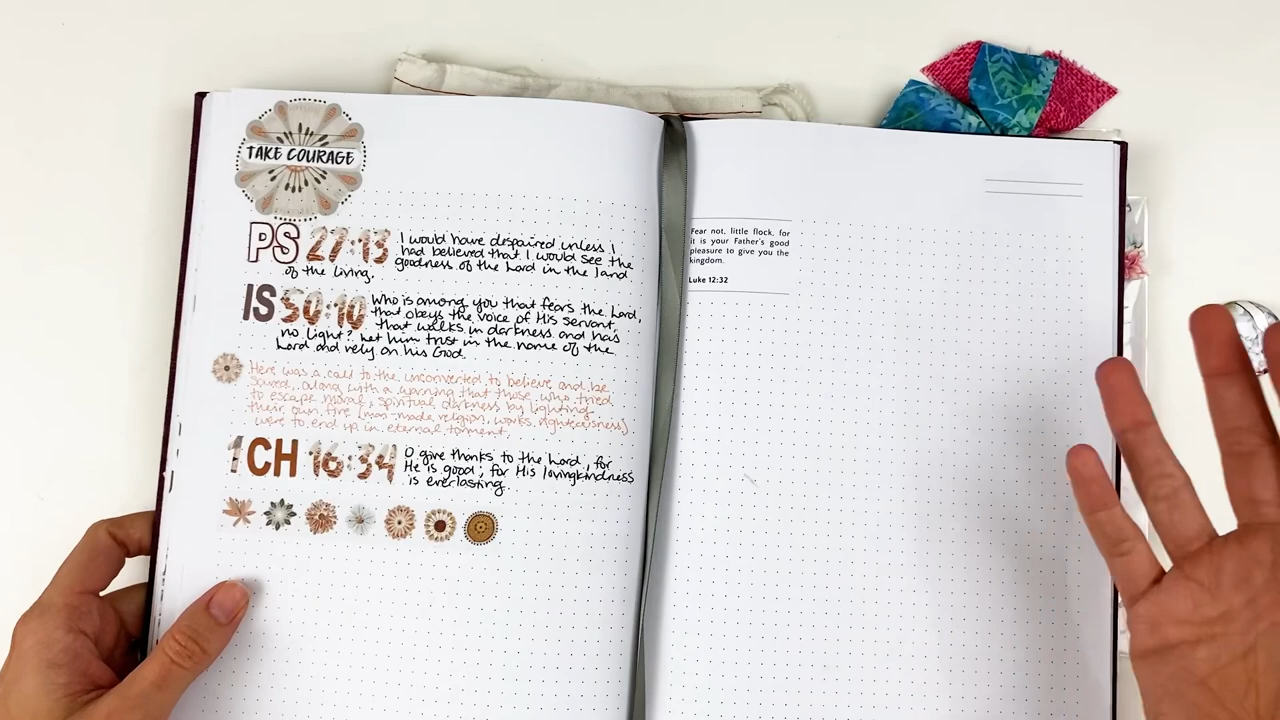 TAKE COURAGE
PS 27:13 I would have despaired unless I
had believed that I would see the
goodness of the Lord in the land
of the living.
IS 50:10 Who is among you that fears the Lord,
that obeys the voice of His servant,
that walks in darkness and has
no light? Let him trust in the name of the
Lord and rely on his God.
Here was a call to the unconverted to believe and be
saved, along with a warning that those who tried
to escape moral, spiritual darkness by lighting
their own fire (man-made religion, works righteousness)
were to end up in eternal torment.
1CH 16:34 O give thanks to the Lord, for
He is good; for His lovingkindness
is everlasting.
Fear not, little flock, for
it is your Father's good
pleasure to give you the
kingdom.
Luke 12:32